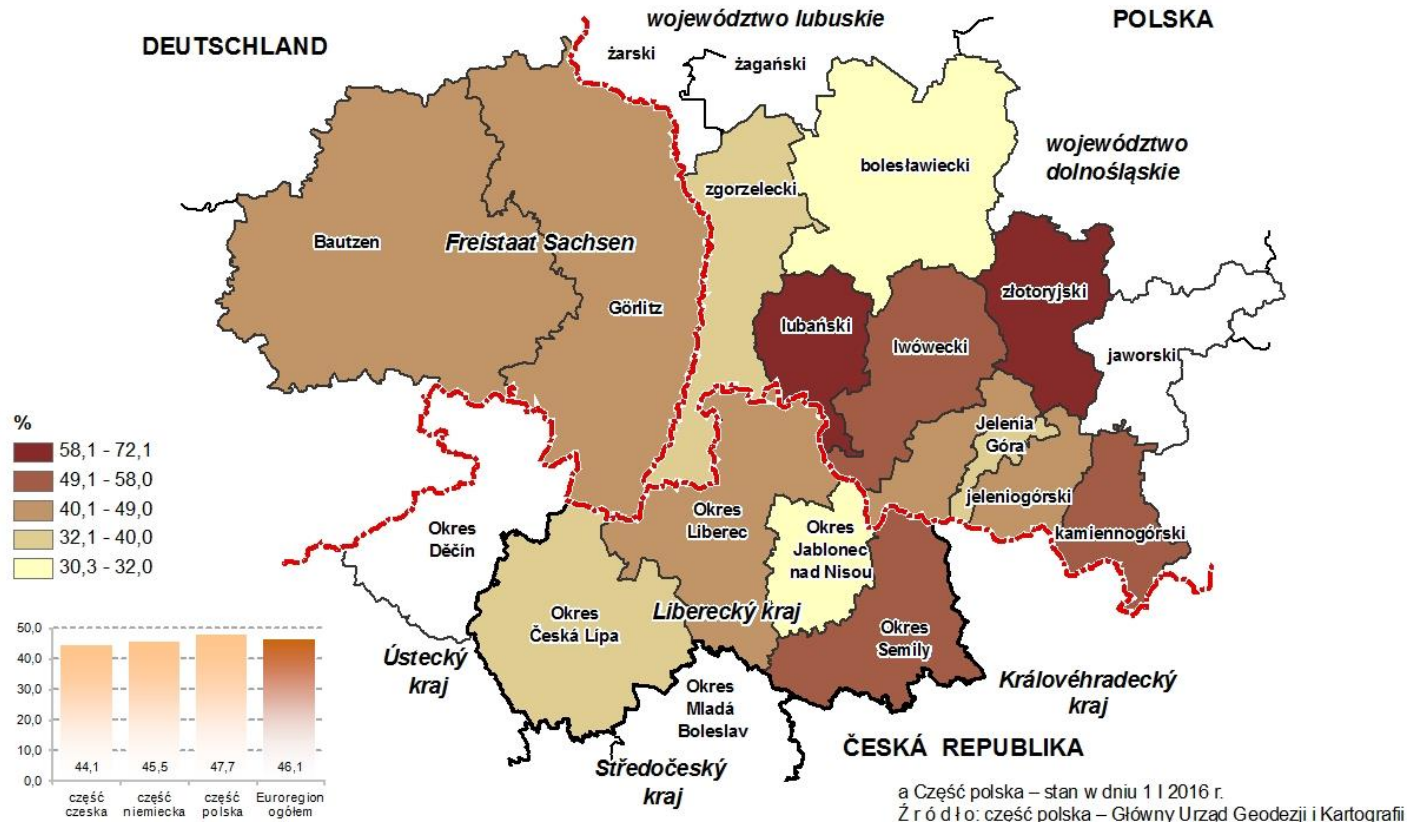 województwo lubuskie
POLSKA
DEUTSCHLAND
żarski
żagański
województwo
dolnośląskie
bolesławiecki
zgorzelecki
Bautzen
Freistaat Sachsen
złotoryjski
Görlitz
lubański
lwówecki
jaworski
Jelenia
Góra
jeleniogórski
kamiennogórski
%
58,1 - 72,1
49,1 - 58,0
40,1 - 49,0
32,1 - 40,0
30,3 - 32,0
Okres
Děčín
Okres
Liberec
Okres
Jablonec
nad Nisou
Okres
Česká Lípa
Liberecký kraj
Okres
Semily
Ústecký
kraj
Okres
Mladá
Boleslav
Královéhradecký
kraj
Středočeský
kraj
ČESKÁ REPUBLIKA
50,0
40,0
30,0
20,0
10,0
0,0
44,1
45,5
47,7
46,1
część
czeska
część
niemiecka
część
polska
Euroregion
ogółem
a Część polska – stan w dniu 1 I 2016 r.
Ź r ó d ł o: część polska – Główny Urząd Geodezji i Kartografii